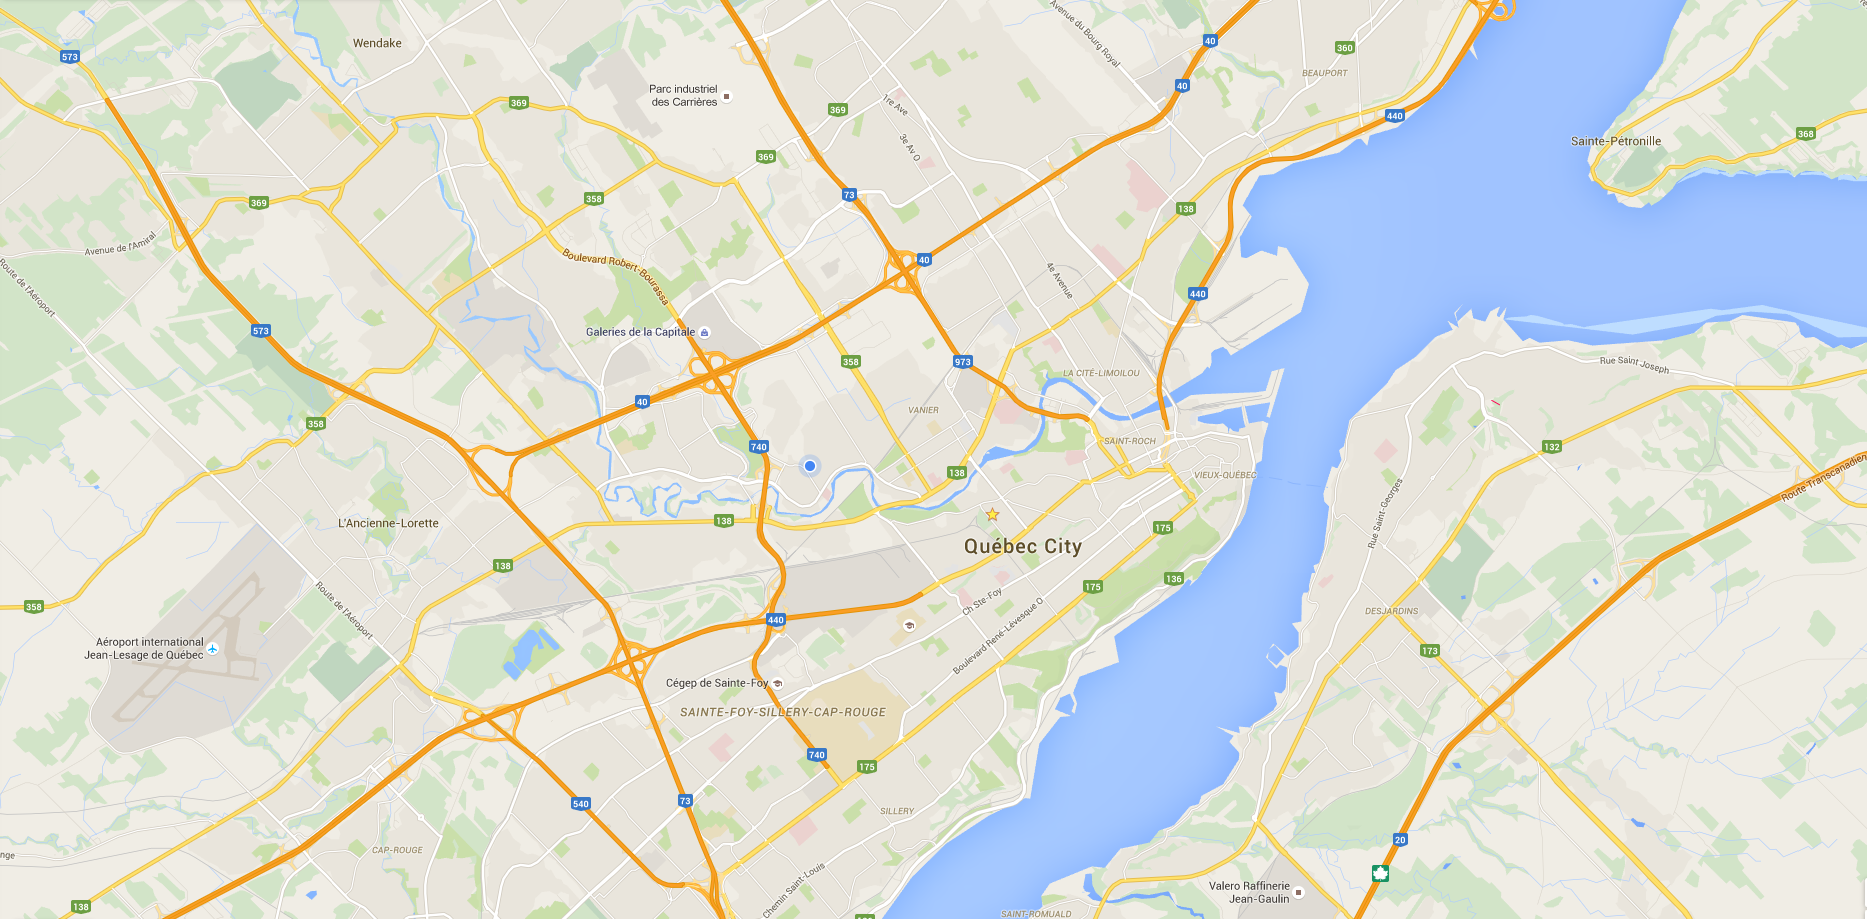 40
360
573
Wendake
BEAUPORT
Avenue du Bourg Royal
40
Parc industriel
des Carrières
369
1re Ave
369
440
368
3e Av O
Sainte-Pétronille
369
73
358
369
138
Avenue de l'Amiral
Boulevard Robert-Bourassa
40
Route de l'Aéroport
4e Avenue
440
573
Galeries de la Capitale
358
973
Rue Saint Joseph
LA CITÉ-LIMOILOU
40
VANIER
358
SAINT-ROCH
740
132
138
VIEUX-QUÉBEC
Route Transcanadien
Rue Saint-Georges
L'Ancienne-Lorette
138
175
Québec City
138
136
175
358
Ch Ste-Foy
DESJARDINS
Route de l'Aéroport
440
Boulevard René-Lévesque O
Aéroport international
Jean-Lesage de Québec
173
Cégep de Sainte-Foy
SAINTE-FOY-SILLERY-CAP-ROUGE
740
175
540
73
SILLERY
20
CAP-ROUGE
nge
Chemin Saint-Louis
Valero Raffinerie
Jean-Gaulin
138
SAINT-ROMUALD